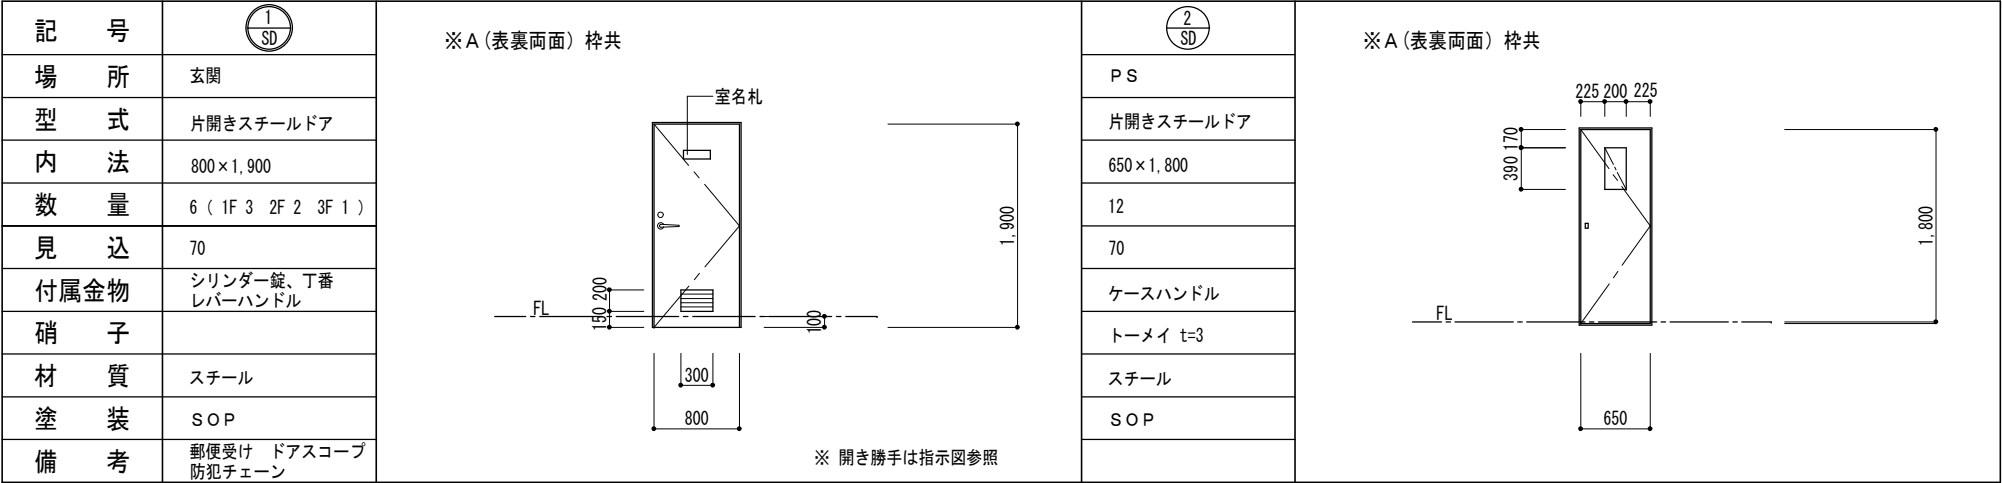 記 号
1
SD
場 所
玄関
型 式
片開きスチールドア
内 法
800×1,900
数 量
6 ( 1F 3 2F 2 3F 1 )
見 込
70
付属金物
シリンダー錠、丁番
レバーハンドル
硝 子
材 質
スチール
塗 装
SOP
備 考
郵便受け ドアスコープ
防犯チェーン
※A(表裏両面) 枠共
室名札
1,900
200
150
FL
100
300
800
※ 開き勝手は指示図参照
2
SD
PS
片開きスチールドア
650×1,800
12
70
ケースハンドル
トーメイ t=3
スチール
SOP
※A(表裏両面) 枠共
225 200 225
170
390
1,800
FL
650